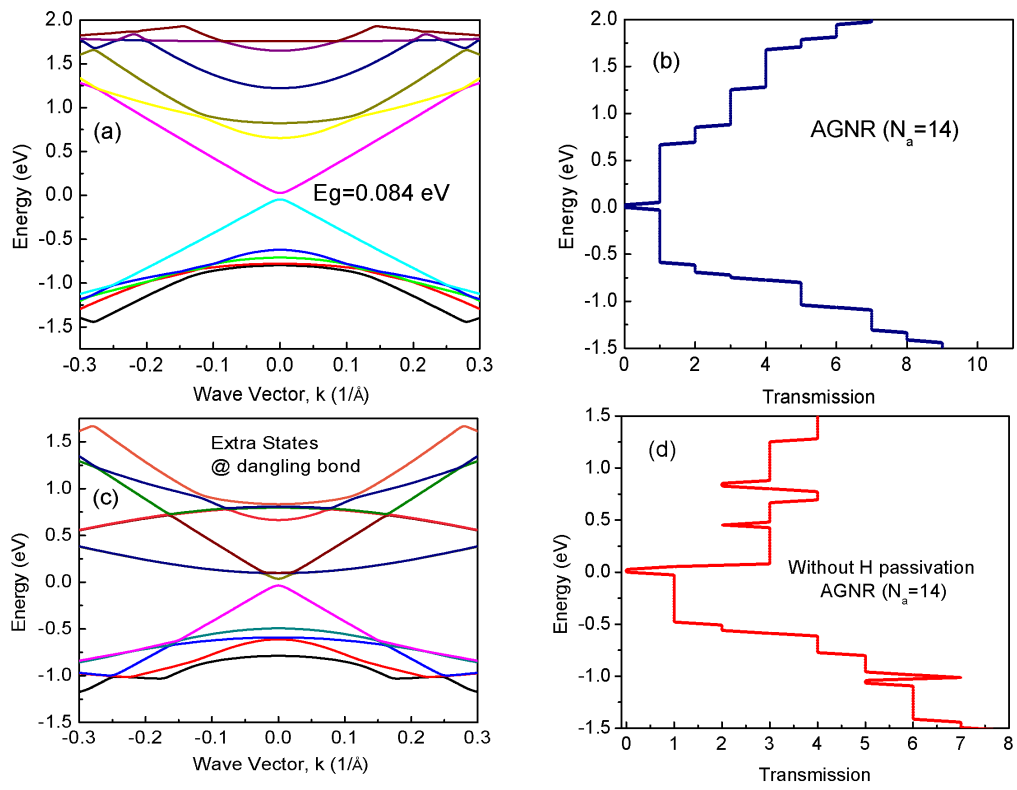 2.0
1.5
1.0
0.5
0.0
-0.5
-1.0
-1.5
Energy (eV)
(a)
Eg=0.084 eV
-0.3 -0.2 -0.1 0.0 0.1 0.2 0.3
Wave Vector, k (1/Å)
2.0
1.5
1.0
0.5
0.0
-0.5
-1.0
-1.5
Energy (eV)
(b)
AGNR (Nₐ=14)
0 2 4 6 8 10
Transmission
1.5
1.0
0.5
0.0
-0.5
-1.0
-1.5
Energy (eV)
Extra States
@ dangling bond
(c)
-0.3 -0.2 -0.1 0.0 0.1 0.2 0.3
Wave Vector, k (1/Å)
1.5
1.0
0.5
0.0
-0.5
-1.0
-1.5
Energy (eV)
(d)
Without H passivation
AGNR (Nₐ=14)
0 1 2 3 4 5 6 7 8
Transmission